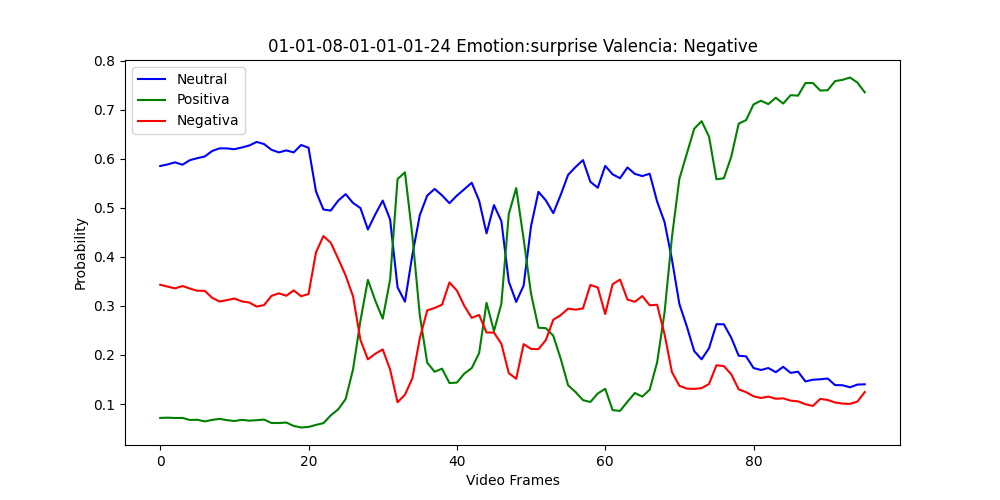 01-01-08-01-01-01-24 Emotion:surprise Valencia: Negative
Neutral
Positiva
Negativa
Probability
0.8
0.7
0.6
0.5
0.4
0.3
0.2
0.1
0 20 40 60 80
Video Frames